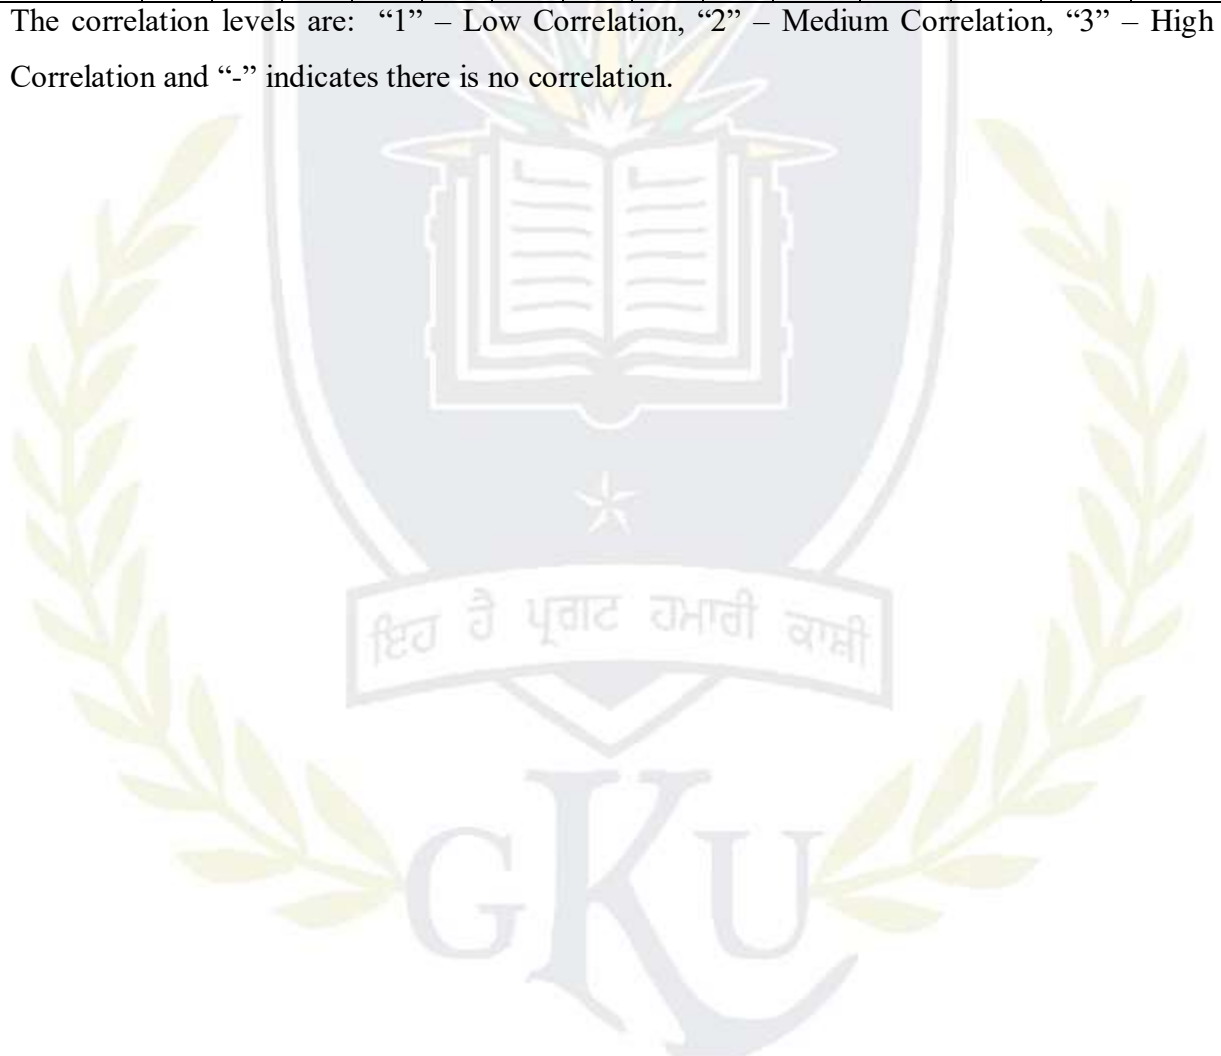 The correlation levels are: “1” – Low Correlation, “2” – Medium Correlation, “3” – High
Correlation and “-” indicates there is no correlation.
ਇਹ ਹੈ ਪ੍ਰਗਟ ਹਮਾਰੀ ਕਾਸ਼ੀ
GKU